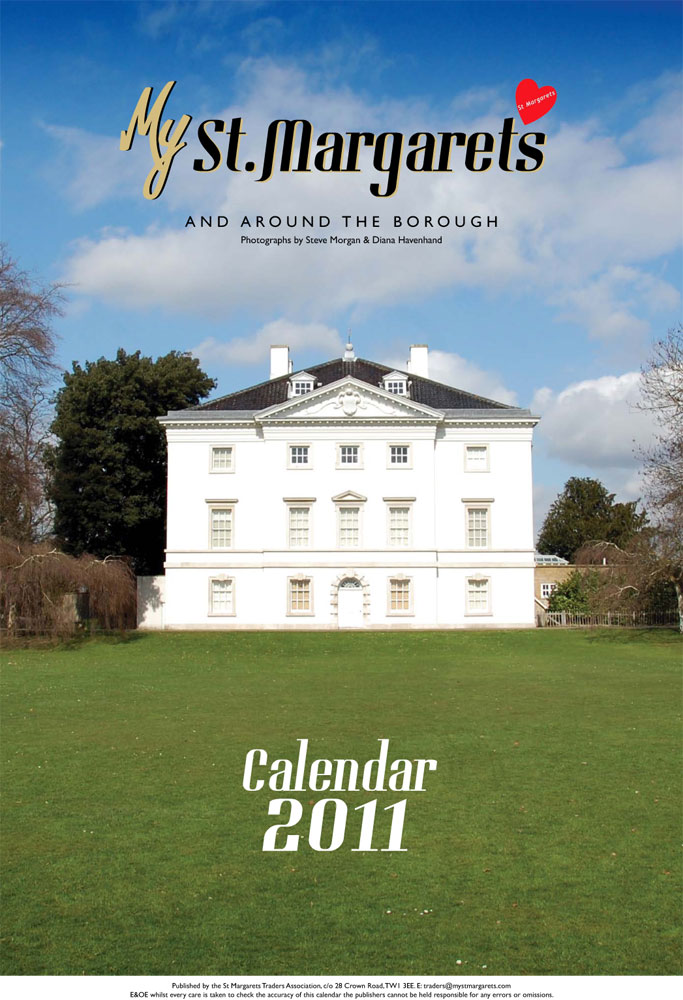 St Margarets
My St. Margarets
AND AROUND THE BOROUGH
Photographs by Steve Morgan & Diana Havenhand
Calendar
2011
Published by the St Margarets Traders Association, c/o 28 Crown Road, TW1 3EE. E: traders@mystmargarets.com
E&OE whilst every care is taken to check the accuracy of this calendar the publishers cannot be held responsible for any errors or omissions.